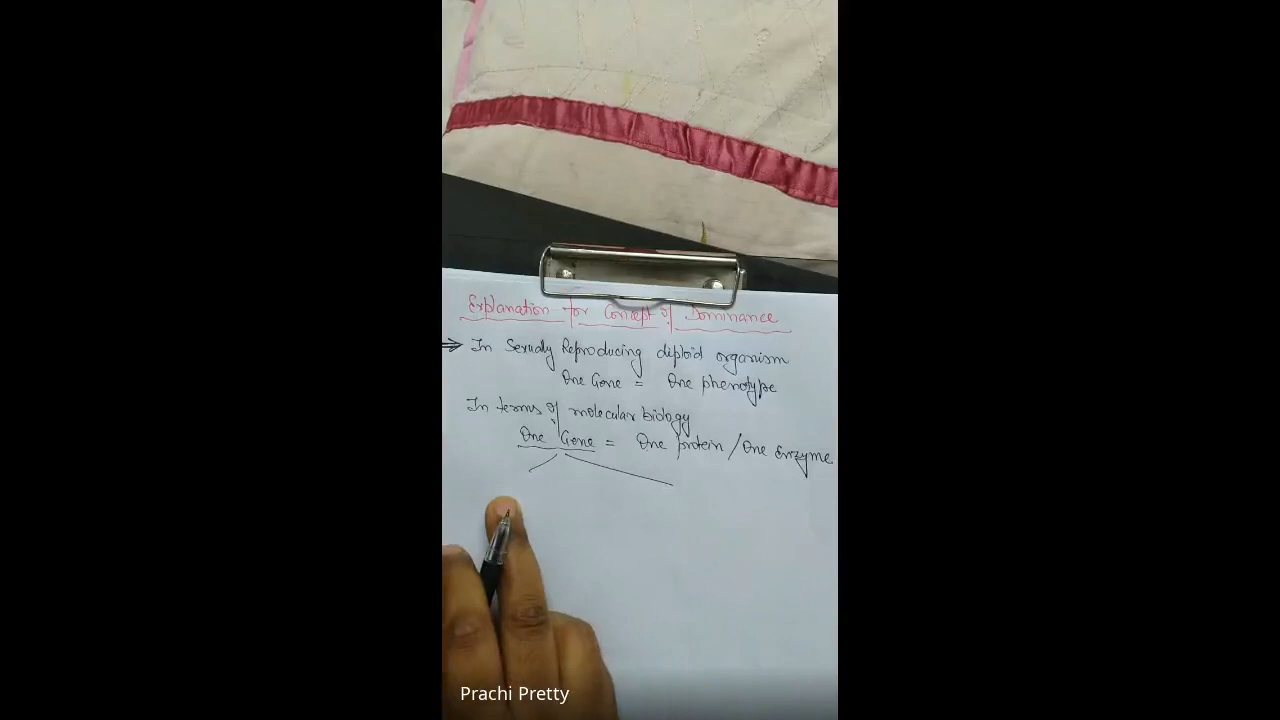 Explanation for Concept of Dominance
⇒ In Sexually Reproducing diploid organism
One Gene = One phenotype
In terms of molecular biology
One Gene = One protein / One Enzyme
Prachi Pretty